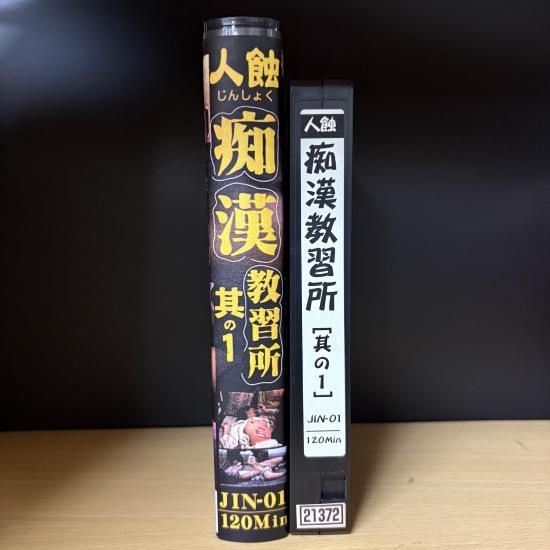 人蝕
じんしょく
痴漢
教習所
其の1
JIN-01
120Min
人蝕
痴漢教習所
[其の1]
JIN-01
120Min
21372